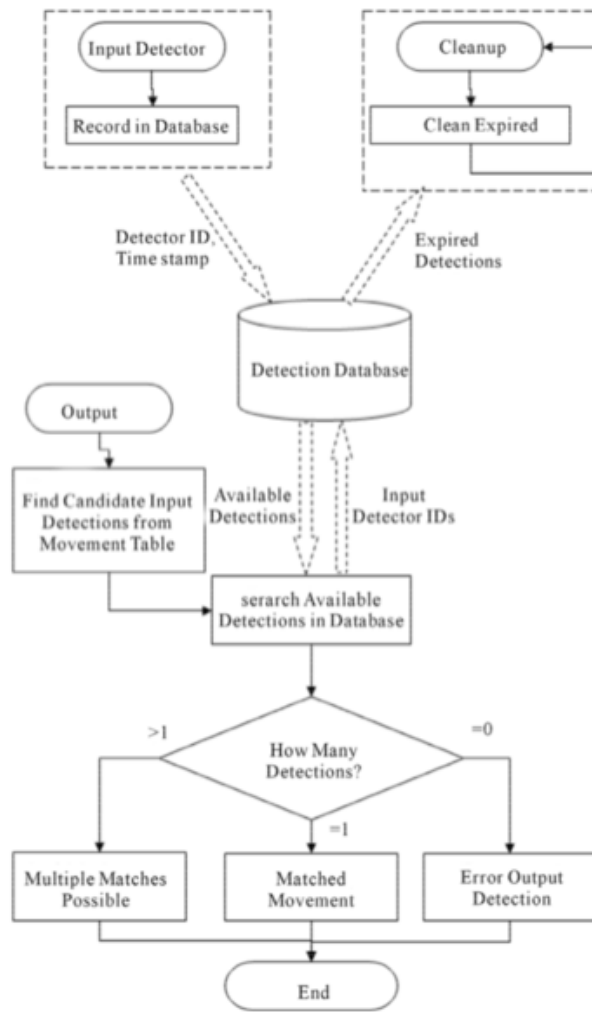 Input Detector
Record in Database
Cleanup
Clean Expired
Detector ID,
Time stamp
Expired
Detections
Detection Database
Output
Find Candidate Input
Detections from
Movement Table
Available
Detections
Input
Detector IDs
serarch Available
Detections in Database
How Many
Detections?
>1
=0
=1
Multiple Matches
Possible
Matched
Movement
Error Output
Detection
End